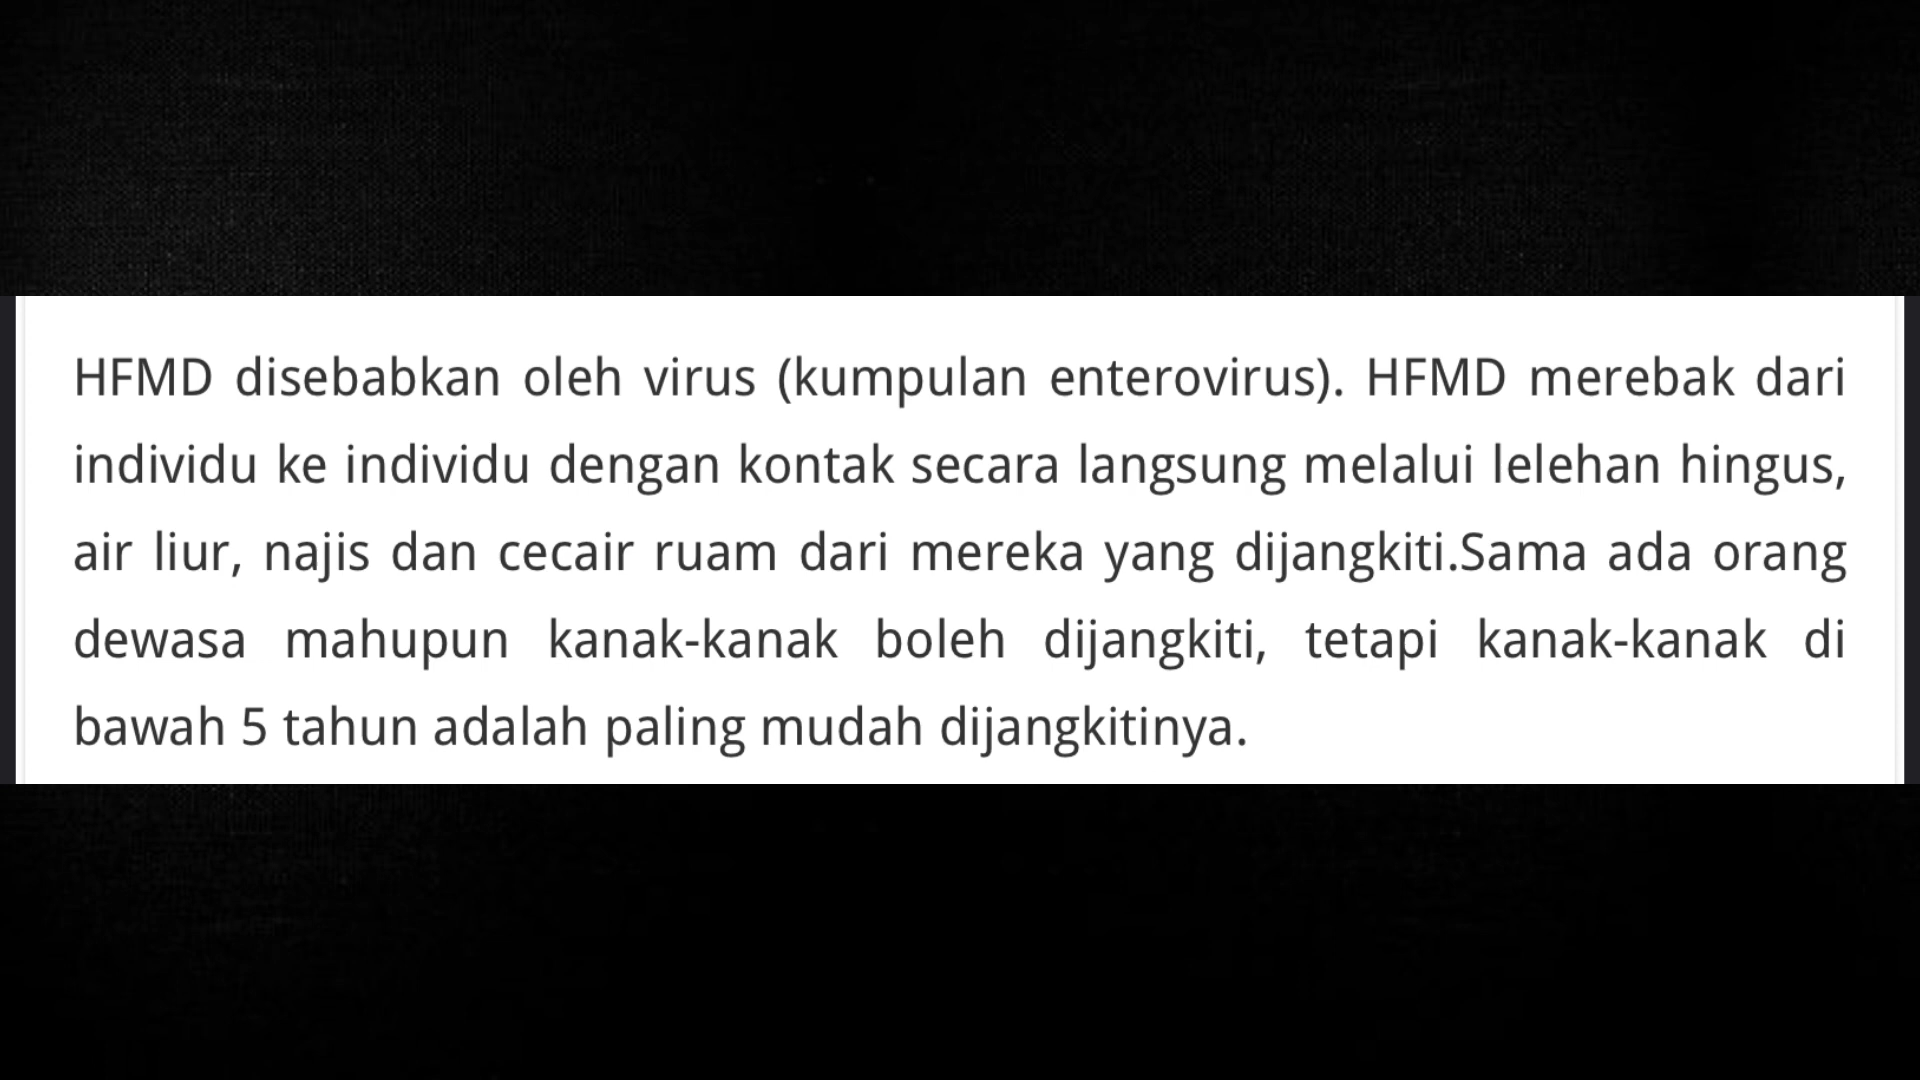 HFMD disebabkan oleh virus (kumpulan enterovirus). HFMD merebak dari
individu ke individu dengan kontak secara langsung melalui lelehan hingus,
air liur, najis dan cecair ruam dari mereka yang dijangkiti.Sama ada orang
dewasa mahupun kanak-kanak boleh dijangkiti, tetapi kanak-kanak di
bawah 5 tahun adalah paling mudah dijangkitinya.